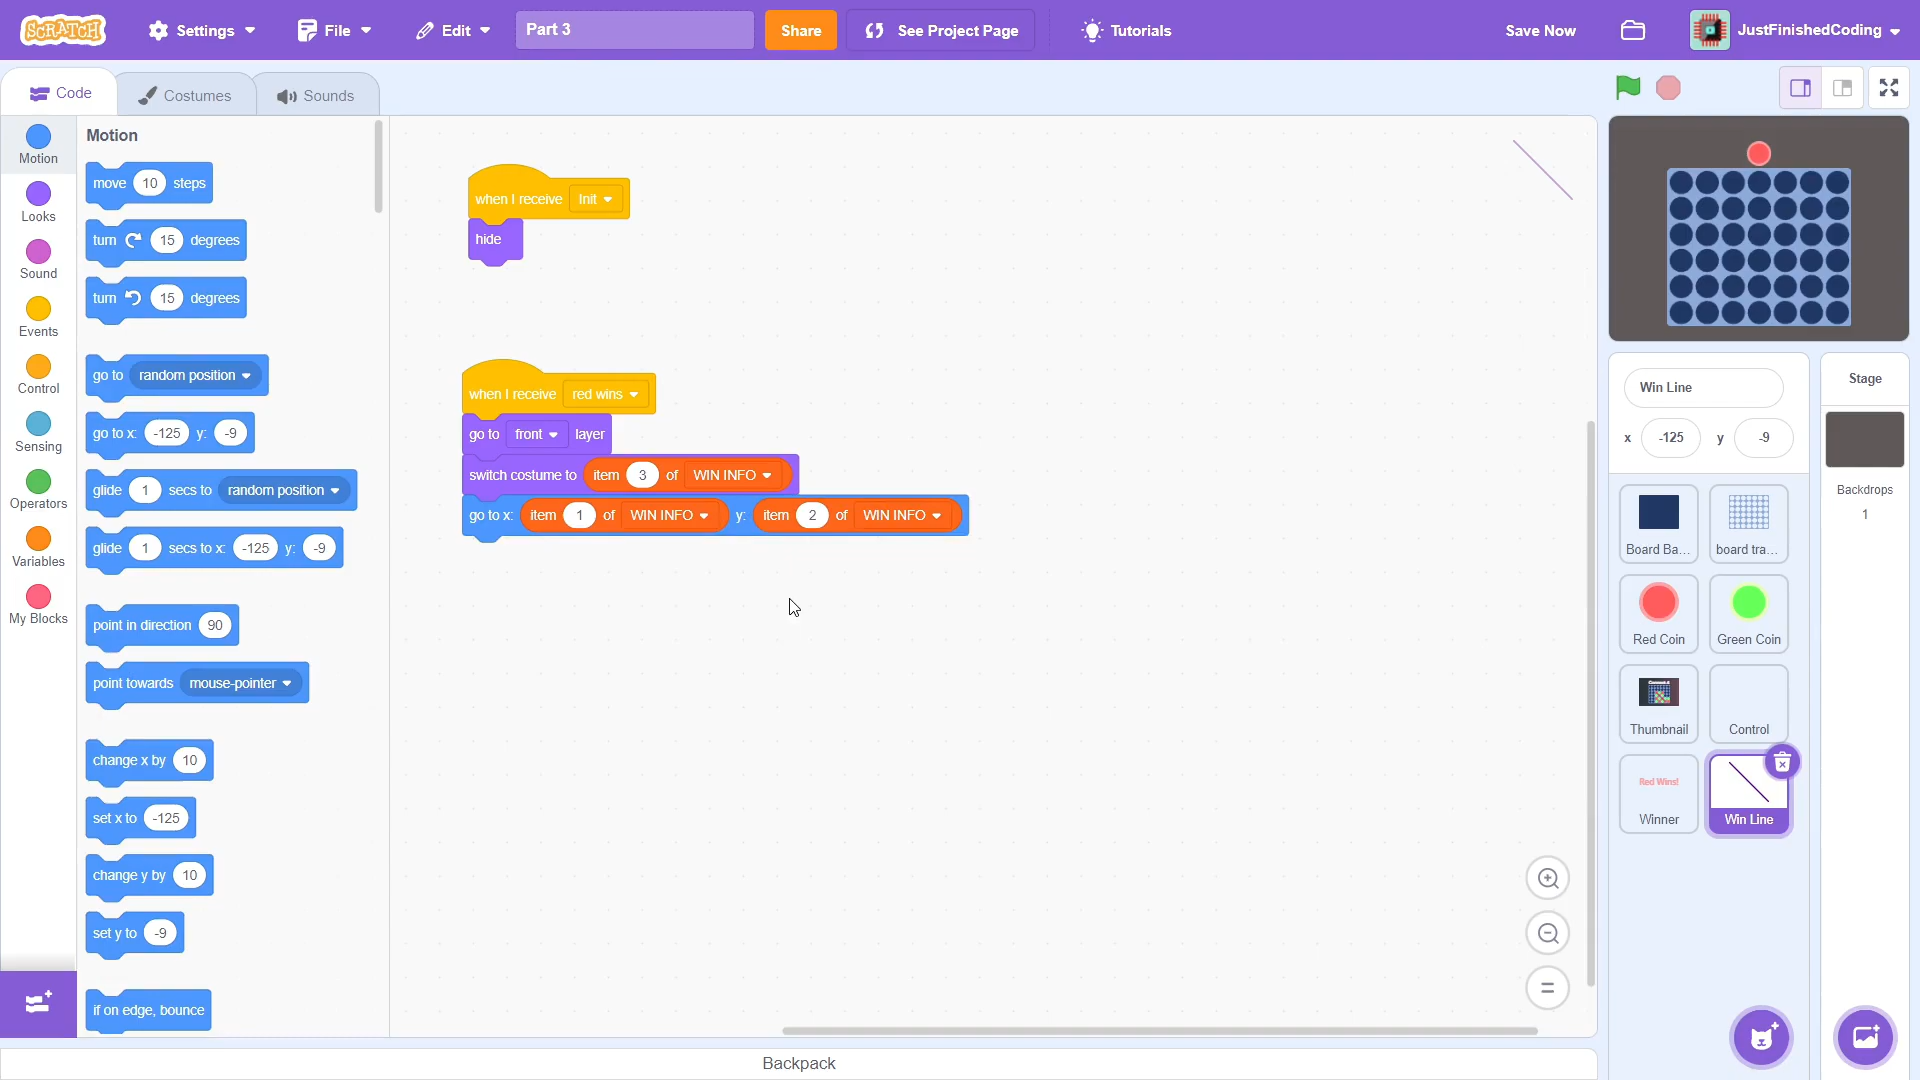 SCRATCH Settings File Edit Part 3 Share See Project Page Tutorials Save Now JustFinishedCoding
Code Costumes Sounds
Motion
Looks
Sound
Events
Control
Sensing
Operators
Variables
My Blocks
Motion
move 10 steps
turn 15 degrees
turn 15 degrees
go to random position
go to x: -125 y: -9
glide 1 secs to random position
glide 1 secs to x: -125 y: -9
point in direction 90
point towards mouse-pointer
change x by 10
set x to -125
change y by 10
set y to -9
if on edge, bounce
when I receive Init
hide
when I receive red wins
go to front layer
switch costume to item 3 of WIN INFO
go to x: item 1 of WIN INFO y: item 2 of WIN INFO
Win Line
x -125 y -9
Board Ba... board tra...
Red Coin Green Coin
Thumbnail Control
Red Wins!
Winner Win Line
Stage
Backdrops
1
Backpack